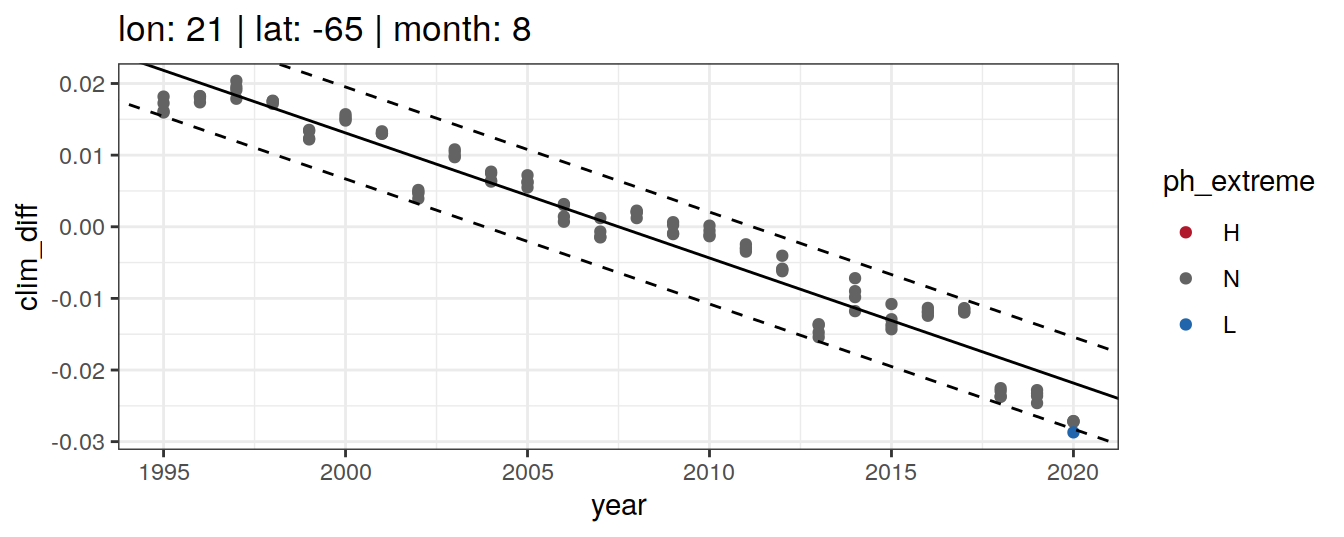 lon: 21 | lat: -65 | month: 8
clim_diff
0.02
0.01
0.00
-0.01
-0.02
-0.03
1995 2000 2005 2010 2015 2020
year
ph_extreme
H
N
L